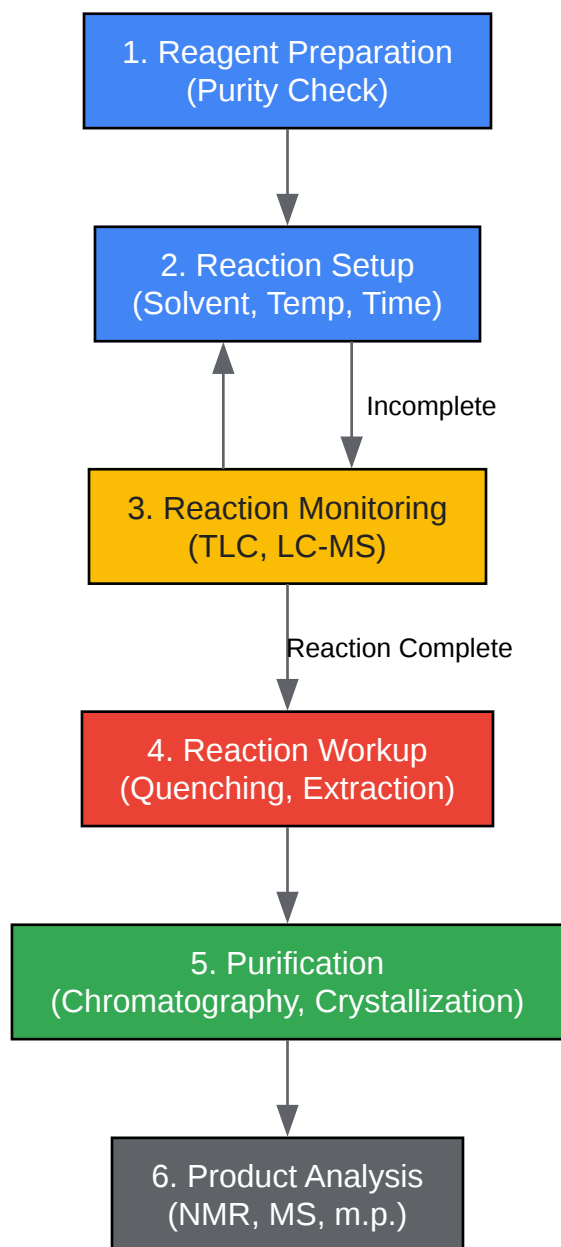 1. Reagent Preparation
(Purity Check)
2. Reaction Setup
(Solvent, Temp, Time)
Incomplete
3. Reaction Monitoring
(TLC, LC-MS)
Reaction Complete
4. Reaction Workup
(Quenching, Extraction)
5. Purification
(Chromatography, Crystallization)
6. Product Analysis
(NMR, MS, m.p.)